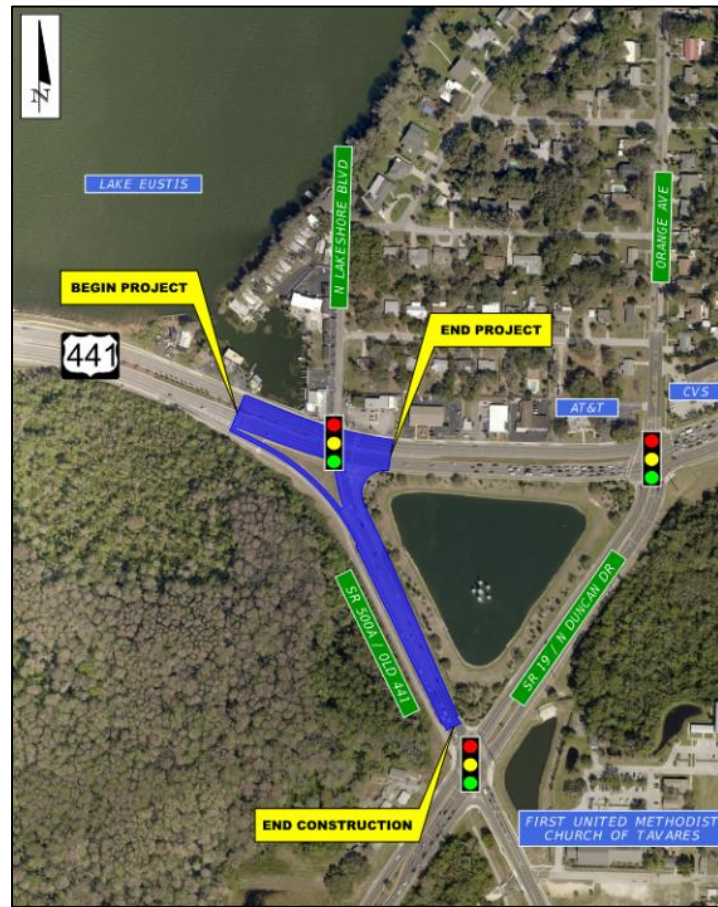 N
LAKE EUSTIS
N LAKESHORE BLVD
ORANGE AVE
BEGIN PROJECT
END PROJECT
441
AT&T
CVS
SR 500A / OLD 441
SR 19 / N DUNCAN DR
END CONSTRUCTION
FIRST UNITED METHODIST
CHURCH OF TAVARES